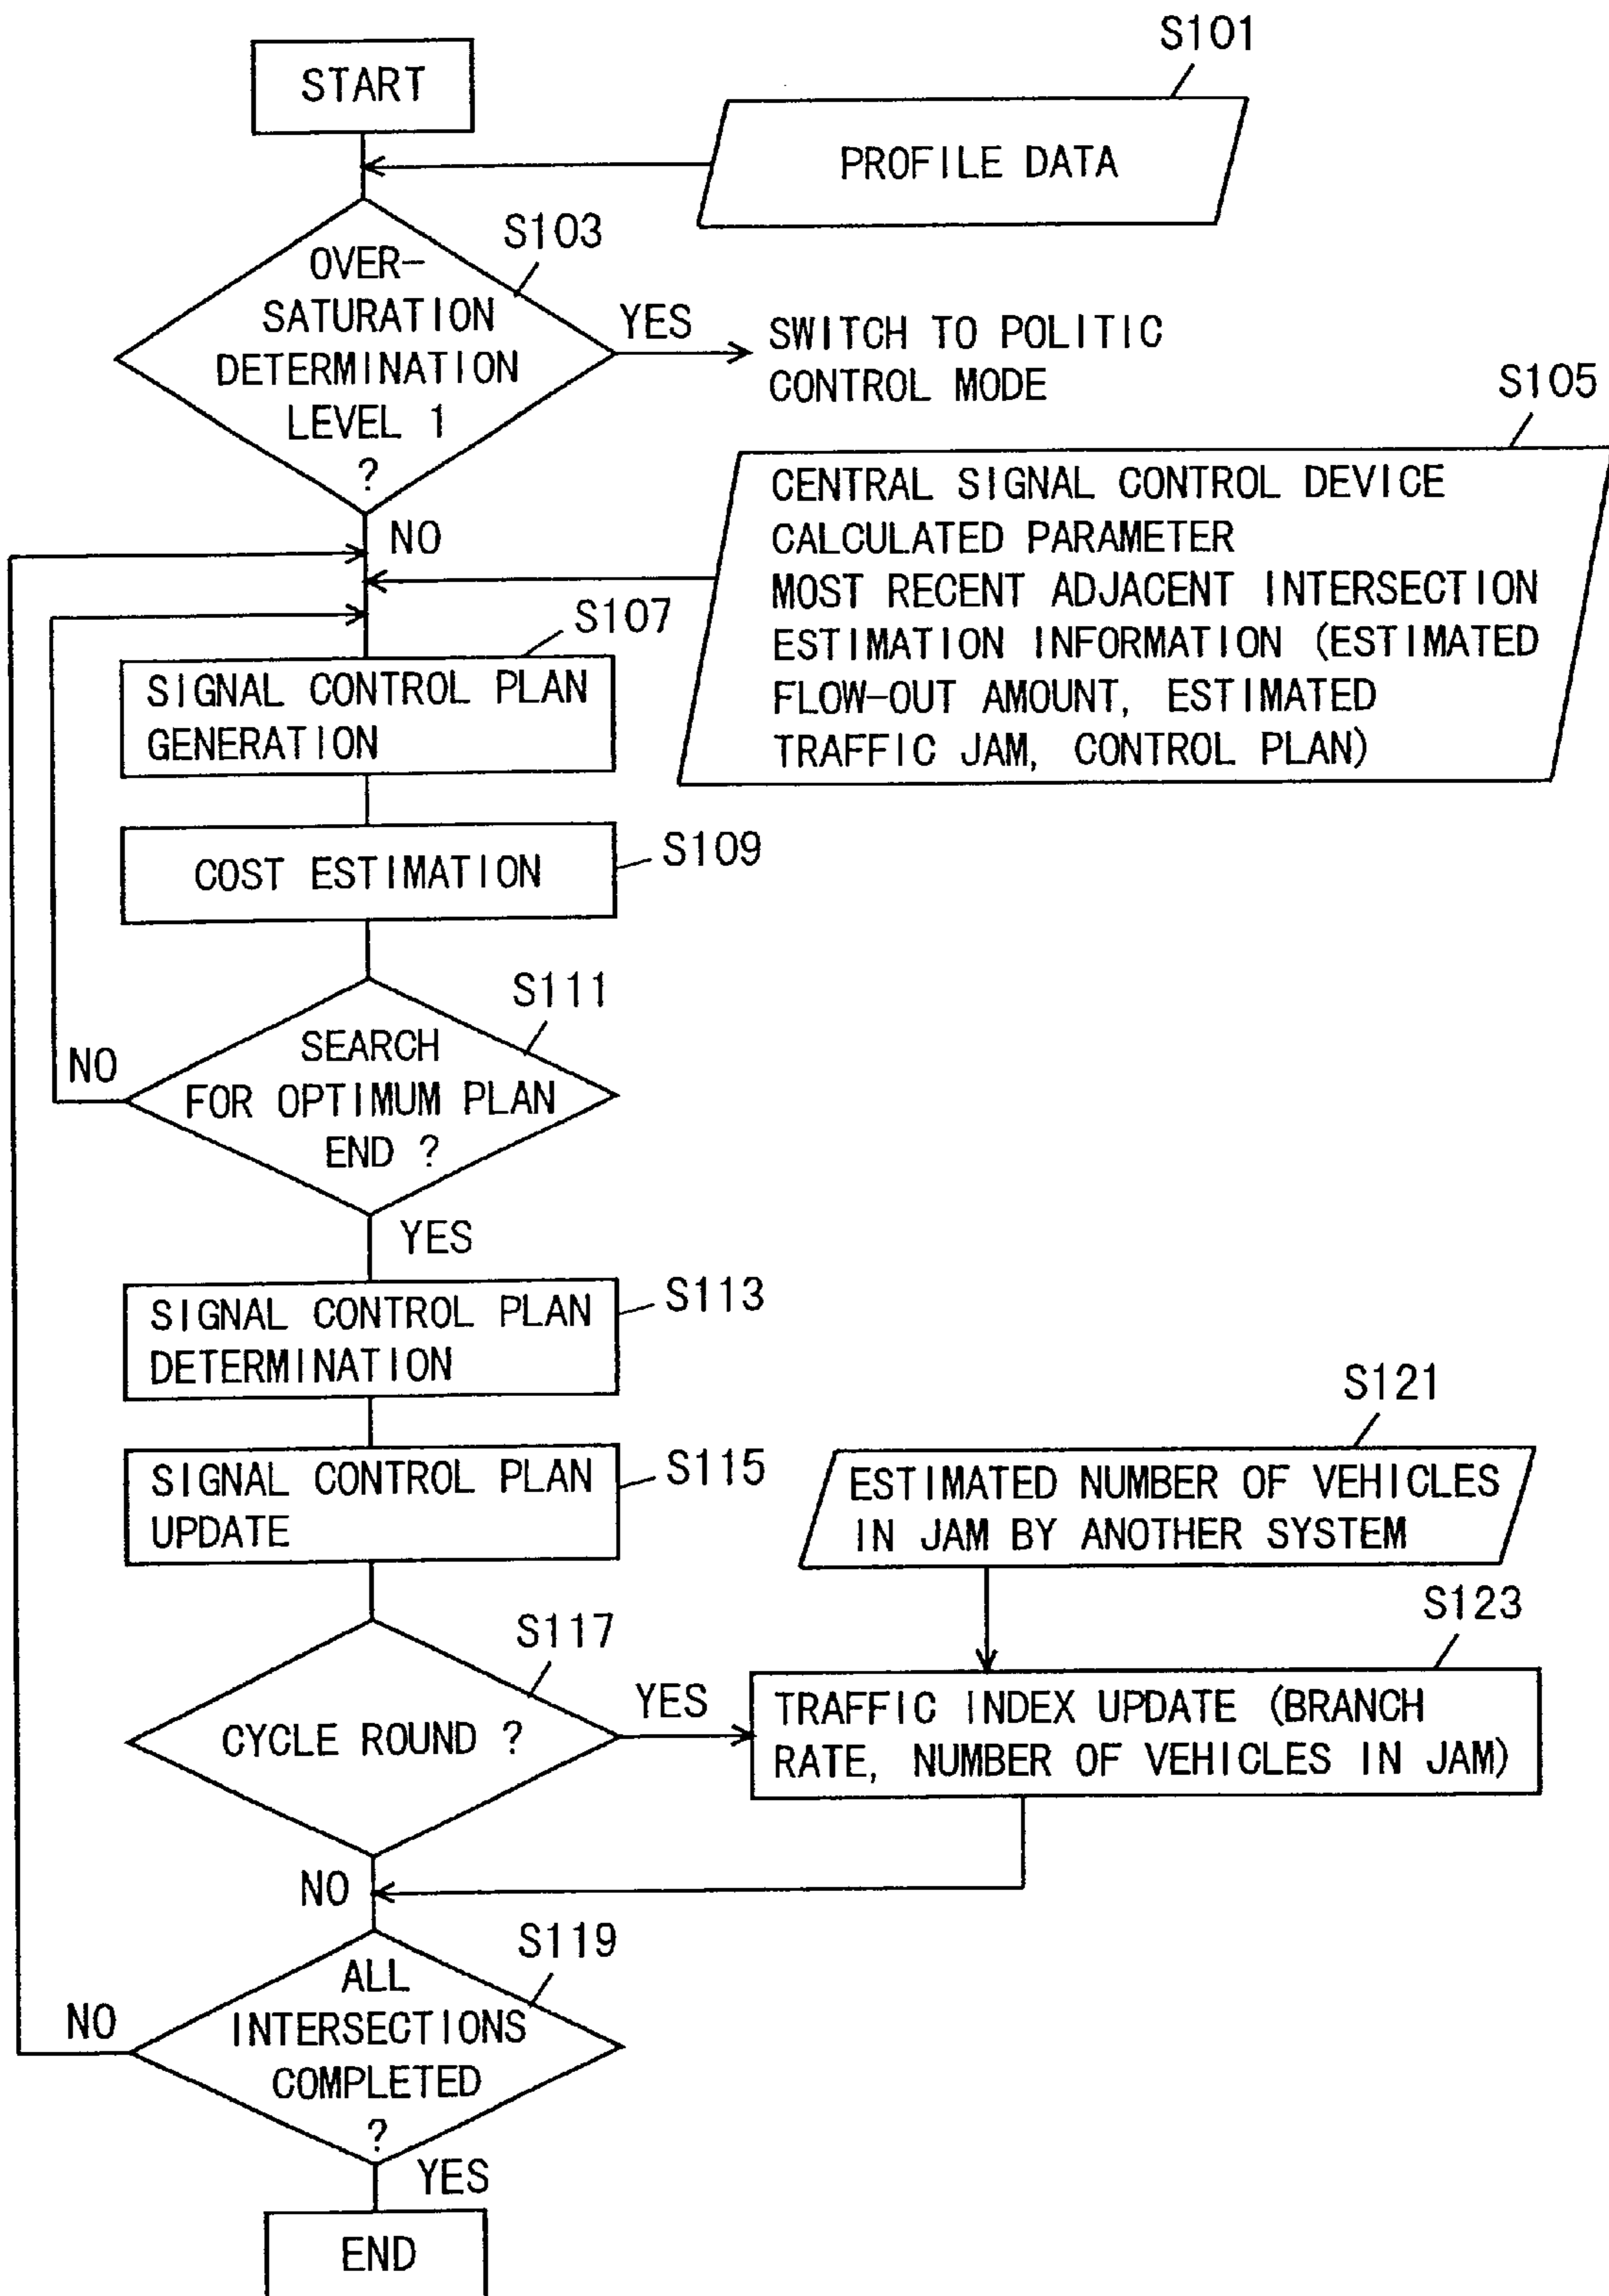 START
S101
PROFILE DATA
S103
OVER-
SATURATION
DETERMINATION
LEVEL 1
?
YES
SWITCH TO POLITIC
CONTROL MODE
NO
S105
CENTRAL SIGNAL CONTROL DEVICE
CALCULATED PARAMETER
MOST RECENT ADJACENT INTERSECTION
ESTIMATION INFORMATION (ESTIMATED
FLOW-OUT AMOUNT, ESTIMATED
TRAFFIC JAM, CONTROL PLAN)
S107
SIGNAL CONTROL PLAN
GENERATION
COST ESTIMATION
S109
S111
SEARCH
FOR OPTIMUM PLAN
END ?
NO
YES
SIGNAL CONTROL PLAN
DETERMINATION
S113
SIGNAL CONTROL PLAN
UPDATE
S115
S121
ESTIMATED NUMBER OF VEHICLES
IN JAM BY ANOTHER SYSTEM
S117
CYCLE ROUND ?
YES
S123
TRAFFIC INDEX UPDATE (BRANCH
RATE, NUMBER OF VEHICLES IN JAM)
NO
S119
ALL
INTERSECTIONS
COMPLETED
?
NO
YES
END